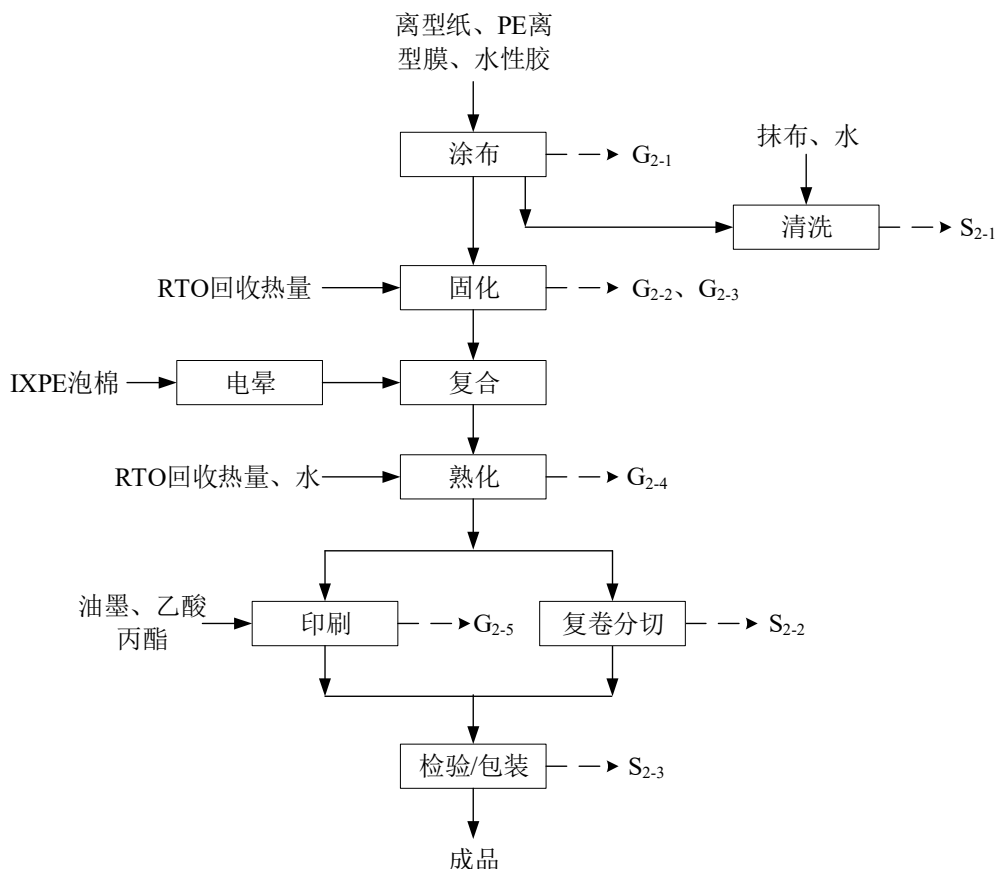 离型纸、PE离
型膜、水性胶
涂布
G2-1
抹布、水
清洗
S2-1
RTO回收热量
固化
G2-2、G2-3
IXPE泡棉
电晕
复合
RTO回收热量、水
熟化
G2-4
油墨、乙酸
丙酯
印刷
G2-5
复卷分切
S2-2
检验/包装
S2-3
成品